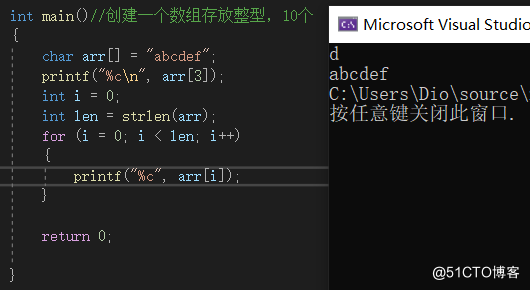 int main()//创建一个数组存放整型，10个
{
char arr[] = "abcdef";
printf("%c\n", arr[3]);
int i = 0;
int len = strlen(arr);
for (i = 0; i < len; i++)
{
printf("%c", arr[i]);
}
return 0;
}
Microsoft Visual Studio
d
abcdef
C:\Users\Dio\source\
按任意键关闭此窗口.
@51CTO博客